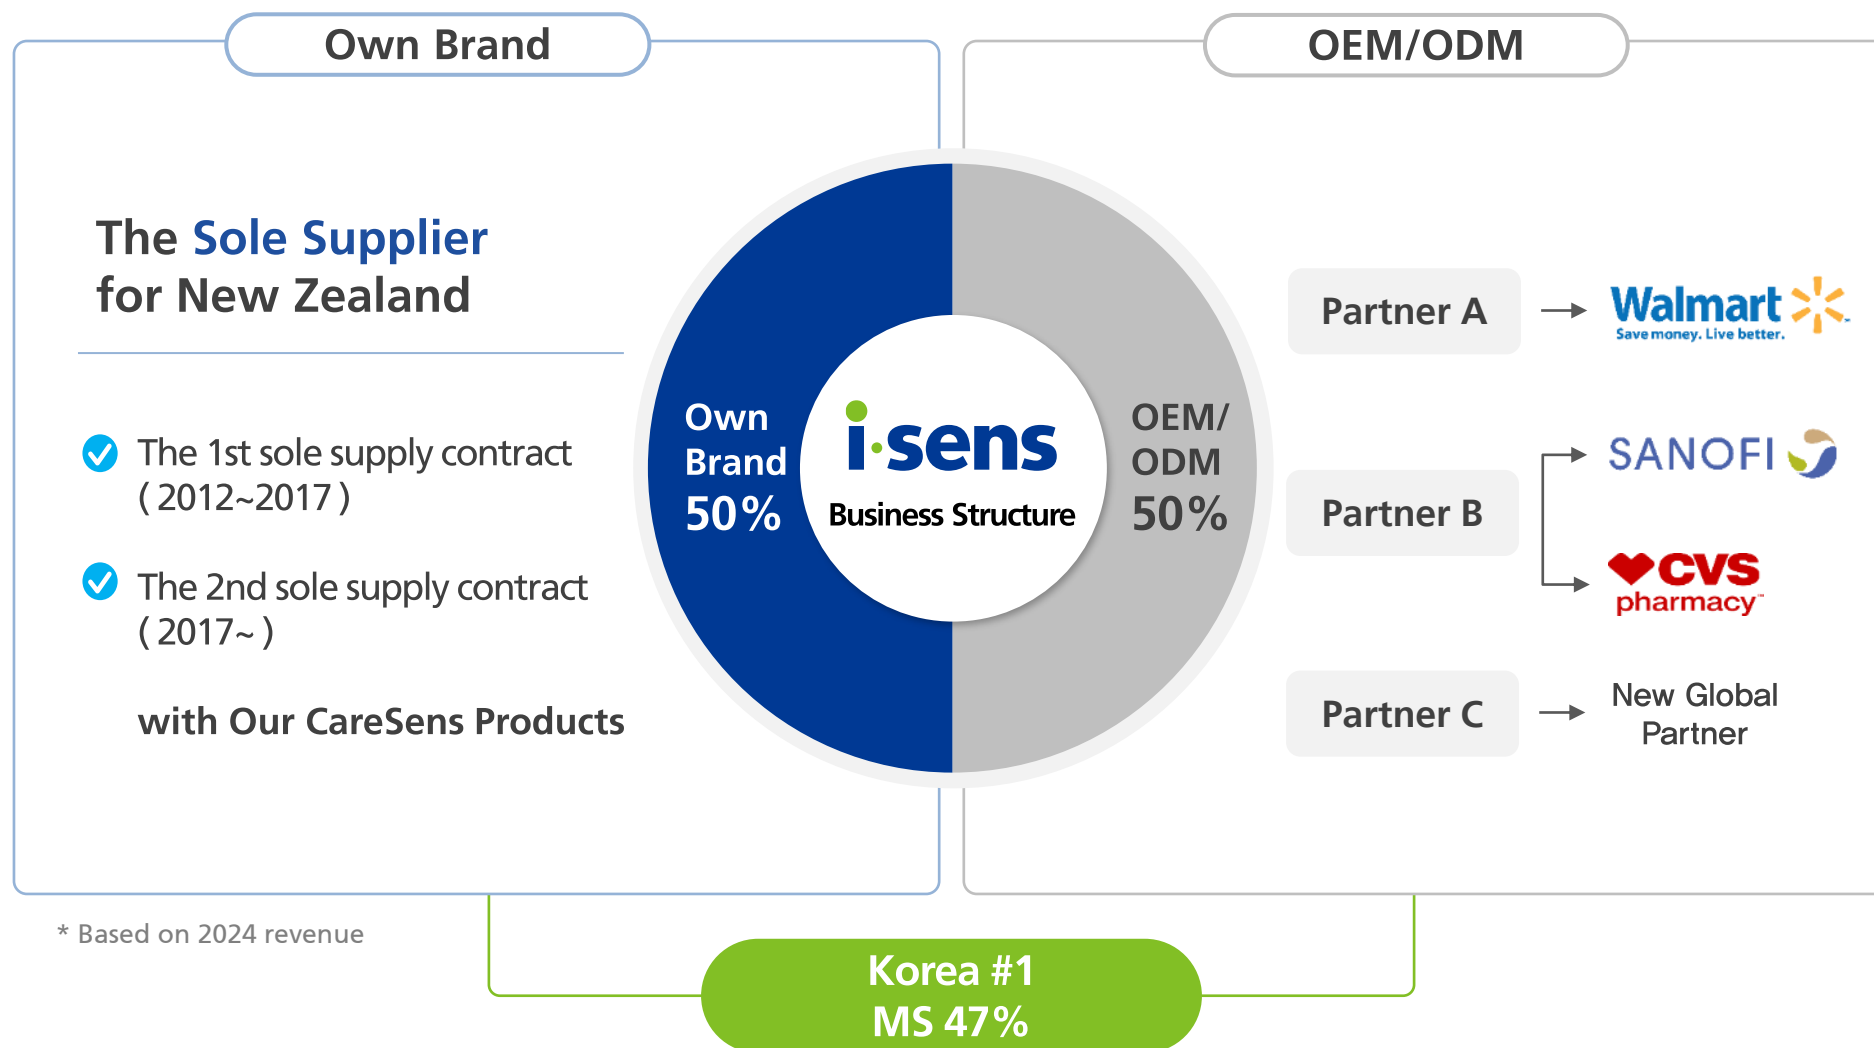 Own Brand
OEM/ODM
The Sole Supplier
for New Zealand
The 1st sole supply contract
( 2012~2017 )
The 2nd sole supply contract
( 2017~ )
with Our CareSens Products
Own
Brand
50%
i·sens
Business Structure
OEM/
ODM
50%
Partner A
Walmart
Save money. Live better.
Partner B
SANOFI
CVS
pharmacy™
Partner C
New Global
Partner
* Based on 2024 revenue
Korea #1
MS 47%